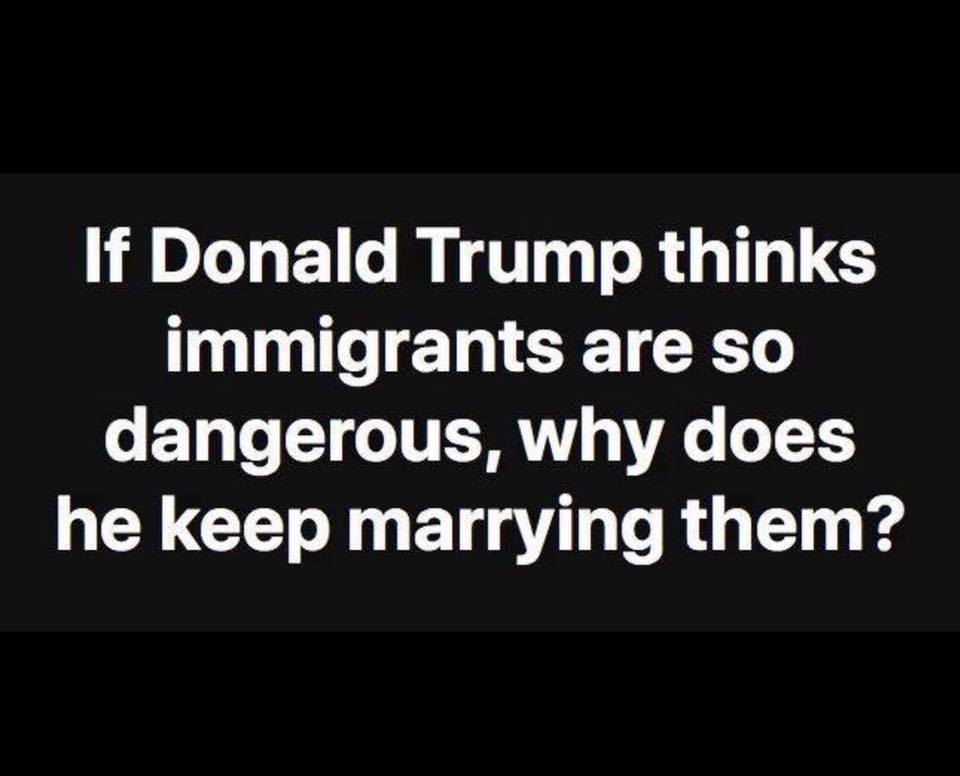 If Donald Trump thinks
immigrants are so
dangerous, why does
he keep marrying them?